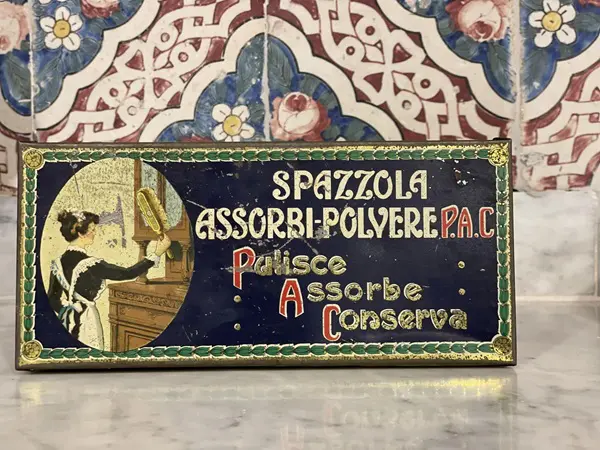 SPAZZOLA
ASSORBI-POLVERE P.A.C
Pulisce
Assorbe
Conserva